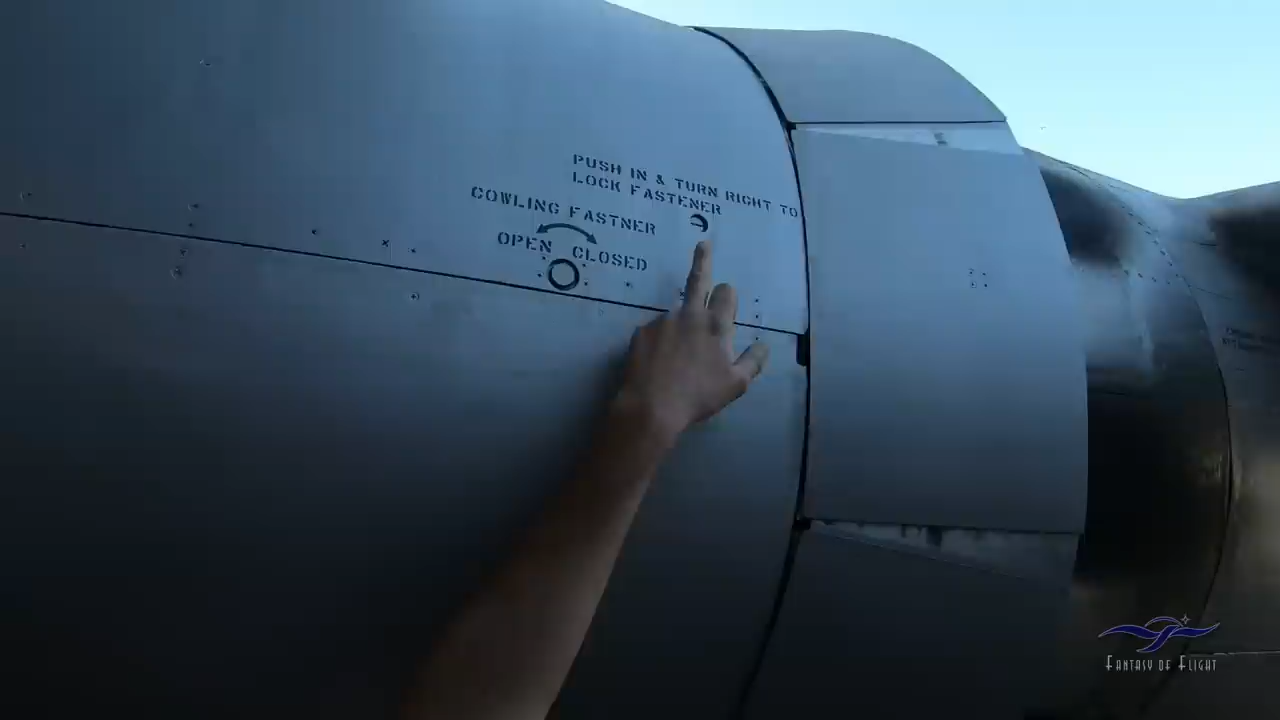 PUSH IN & TURN RIGHT TO
LOCK FASTENER
COWLING FASTNER
OPEN CLOSED
FANTASY OF FLIGHT